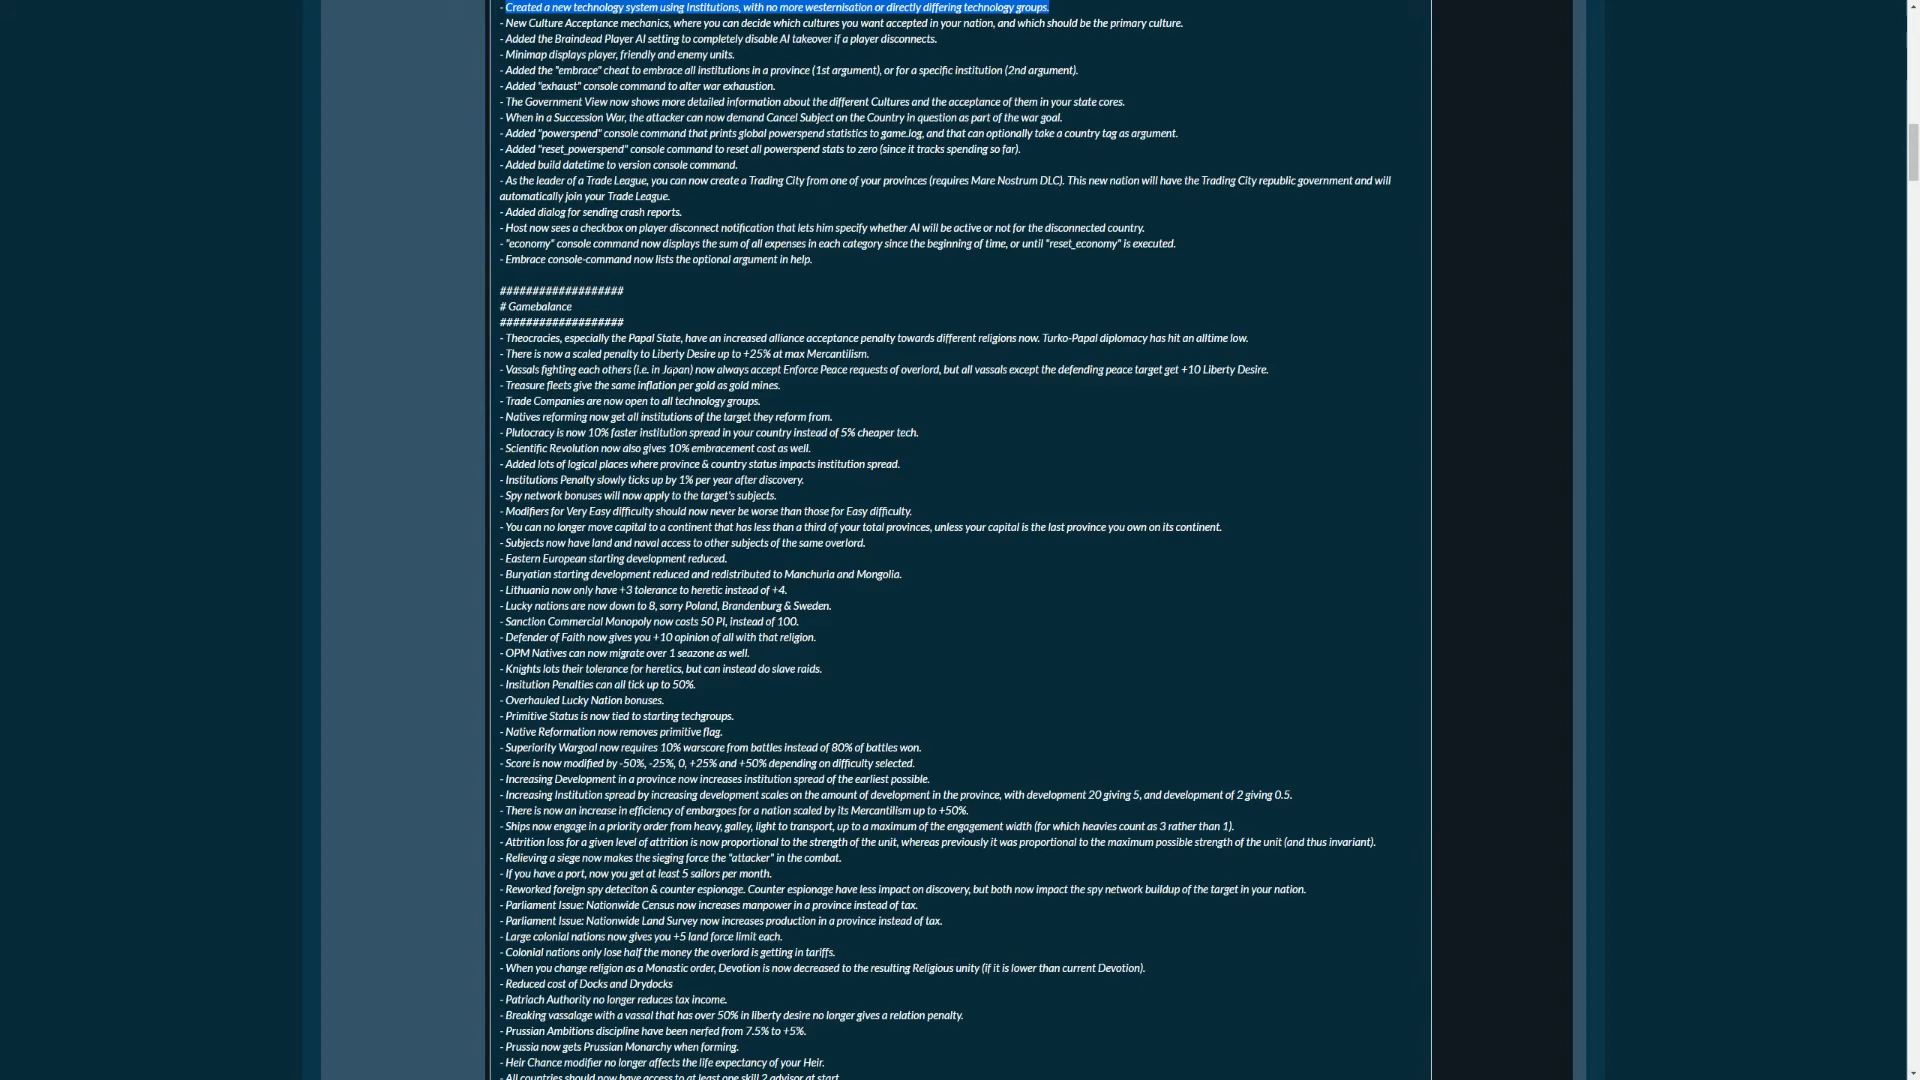 - Created a new technology system using Institutions, with no more westernisation or directly differing technology groups.
- New Culture Acceptance mechanics, where you can decide which cultures you want accepted in your nation, and which should be the primary culture.
- Added the Braindead Player AI setting to completely disable AI takeover if a player disconnects.
- Minimap displays player, friendly and enemy units.
- Added the "embrace" cheat to embrace all institutions in a province (1st argument), or for a specific institution (2nd argument).
- Added "exhaust" console command to alter war exhaustion.
- The Government View now shows more detailed information about the different Cultures and the acceptance of them in your state cores.
- When in a Succession War, the attacker can now demand Cancel Subject on the Country in question as part of the war goal.
- Added "powerspend" console command that prints global powerspend statistics to game.log, and that can optionally take a country tag as argument.
- Added "reset_powerspend" console command to reset all powerspend stats to zero (since it tracks spending so far).
- Added build datetime to version console command.
- As the leader of a Trade League, you can now create a Trading City from one of your provinces (requires Mare Nostrum DLC). This new nation will have the Trading City republic government and will
automatically join your Trade League.
- Added dialog for sending crash reports.
- Host now sees a checkbox on player disconnect notification that lets him specify whether AI will be active or not for the disconnected country.
- "economy" console command now displays the sum of all expenses in each category since the beginning of time, or until "reset_economy" is executed.
- Embrace console-command now lists the optional argument in help.
###################
# Gamebalance
###################
- Theocracies, especially the Papal State, have an increased alliance acceptance penalty towards different religions now. Turko-Papal diplomacy has hit an alltime low.
- There is now a scaled penalty to Liberty Desire up to +25% at max Mercantilism.
- Vassals fighting each others (i.e. in Japan) now always accept Enforce Peace requests of overlord, but all vassals except the defending peace target get +10 Liberty Desire.
- Treasure fleets give the same inflation per gold as gold mines.
- Trade Companies are now open to all technology groups.
- Natives reforming now get all institutions of the target they reform from.
- Plutocracy is now 10% faster institution spread in your country instead of 5% cheaper tech.
- Scientific Revolution now also gives 10% embracement cost as well.
- Added lots of logical places where province & country status impacts institution spread.
- Institutions Penalty slowly ticks up by 1% per year after discovery.
- Spy network bonuses will now apply to the target's subjects.
- Modifiers for Very Easy difficulty should now never be worse than those for Easy difficulty.
- You can no longer move capital to a continent that has less than a third of your total provinces, unless your capital is the last province you own on its continent.
- Subjects now have land and naval access to other subjects of the same overlord.
- Eastern European starting development reduced.
- Buryatian starting development reduced and redistributed to Manchuria and Mongolia.
- Lithuania now only have +3 tolerance to heretic instead of +4.
- Lucky nations are now down to 8, sorry Poland, Brandenburg & Sweden.
- Sanction Commercial Monopoly now costs 50 PI, instead of 100.
- Defender of Faith now gives you +10 opinion of all with that religion.
- OPM Natives can now migrate over 1 seazone as well.
- Knights lots their tolerance for heretics, but can instead do slave raids.
- Insitution Penalties can all tick up to 50%.
- Overhauled Lucky Nation bonuses.
- Primitive Status is now tied to starting techgroups.
- Native Reformation now removes primitive flag.
- Superiority Wargoal now requires 10% warscore from battles instead of 80% of battles won.
- Score is now modified by -50%, -25%, 0, +25% and +50% depending on difficulty selected.
- Increasing Development in a province now increases institution spread of the earliest possible.
- Increasing Institution spread by increasing development scales on the amount of development in the province, with development 20 giving 5, and development of 2 giving 0.5.
- There is now an increase in efficiency of embargoes for a nation scaled by its Mercantilism up to +50%.
- Ships now engage in a priority order from heavy, galley, light to transport, up to a maximum of the engagement width (for which heavies count as 3 rather than 1).
- Attrition loss for a given level of attrition is now proportional to the strength of the unit, whereas previously it was proportional to the maximum possible strength of the unit (and thus invariant).
- Relieving a siege now makes the sieging force the "attacker" in the combat.
- If you have a port, now you get at least 5 sailors per month.
- Reworked foreign spy deteciton & counter espionage. Counter espionage have less impact on discovery, but both now impact the spy network buildup of the target in your nation.
- Parliament Issue: Nationwide Census now increases manpower in a province instead of tax.
- Parliament Issue: Nationwide Land Survey now increases production in a province instead of tax.
- Large colonial nations now gives you +5 land force limit each.
- Colonial nations only lose half the money the overlord is getting in tariffs.
- When you change religion as a Monastic order, Devotion is now decreased to the resulting Religious unity (if it is lower than current Devotion).
- Reduced cost of Docks and Drydocks
- Patriach Authority no longer reduces tax income.
- Breaking vassalage with a vassal that has over 50% in liberty desire no longer gives a relation penalty.
- Prussian Ambitions discipline have been nerfed from 7.5% to +5%.
- Prussia now gets Prussian Monarchy when forming.
- Heir Chance modifier no longer affects the life expectancy of your Heir.
- All countries should now have access to at least one skill 2 advisor at start.